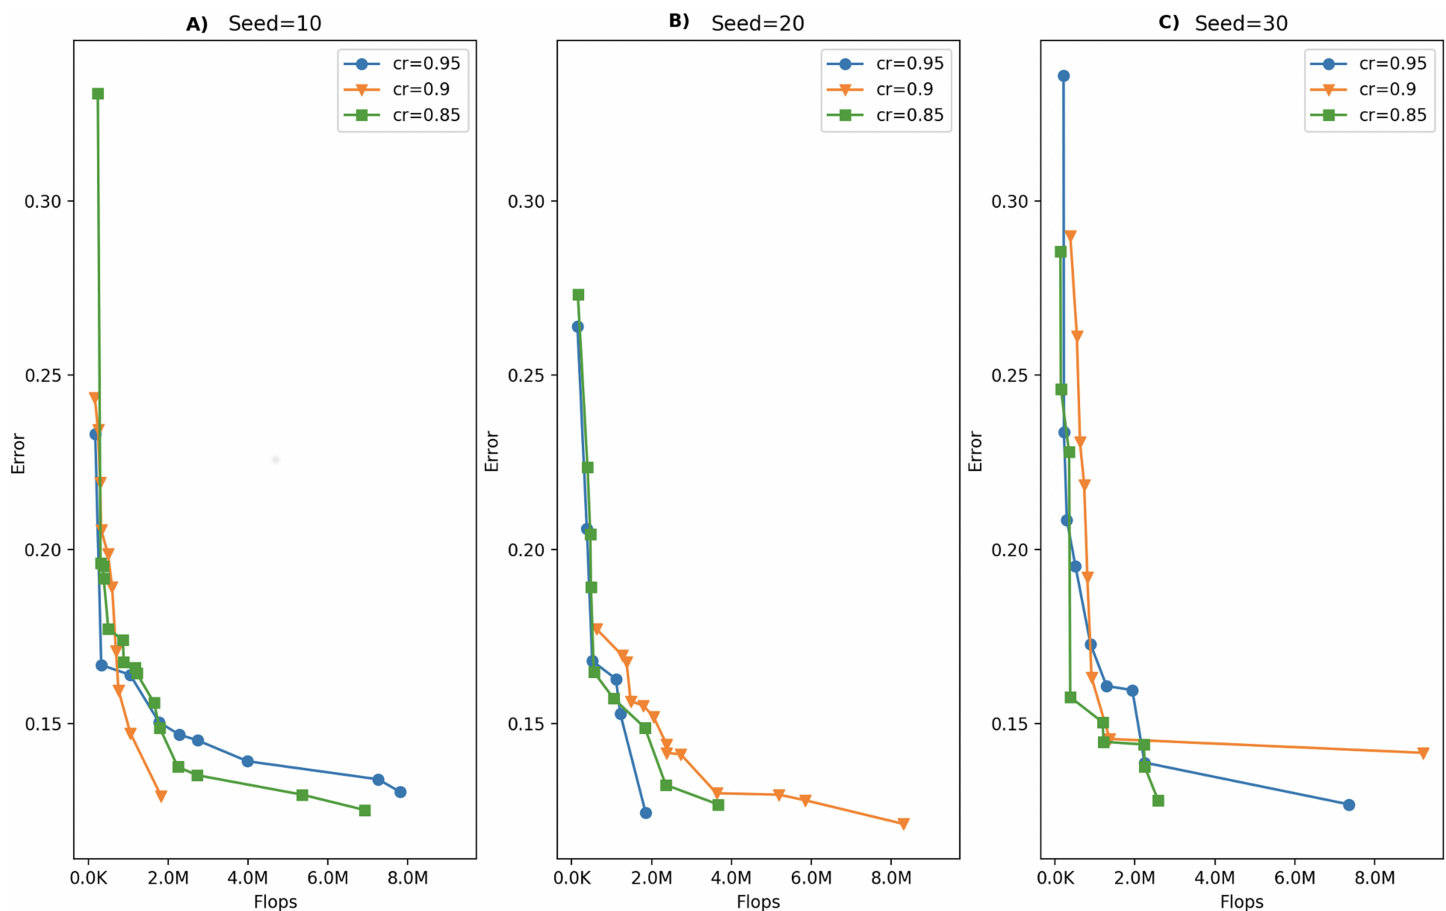 A) Seed=10
cr=0.95
cr=0.9
cr=0.85
Error
0.30
0.25
0.20
0.15
0.0K 2.0M 4.0M 6.0M 8.0M
Flops
B) Seed=20
cr=0.95
cr=0.9
cr=0.85
Error
0.30
0.25
0.20
0.15
0.0K 2.0M 4.0M 6.0M 8.0M
Flops
C) Seed=30
cr=0.95
cr=0.9
cr=0.85
Error
0.30
0.25
0.20
0.15
0.0K 2.0M 4.0M 6.0M 8.0M
Flops